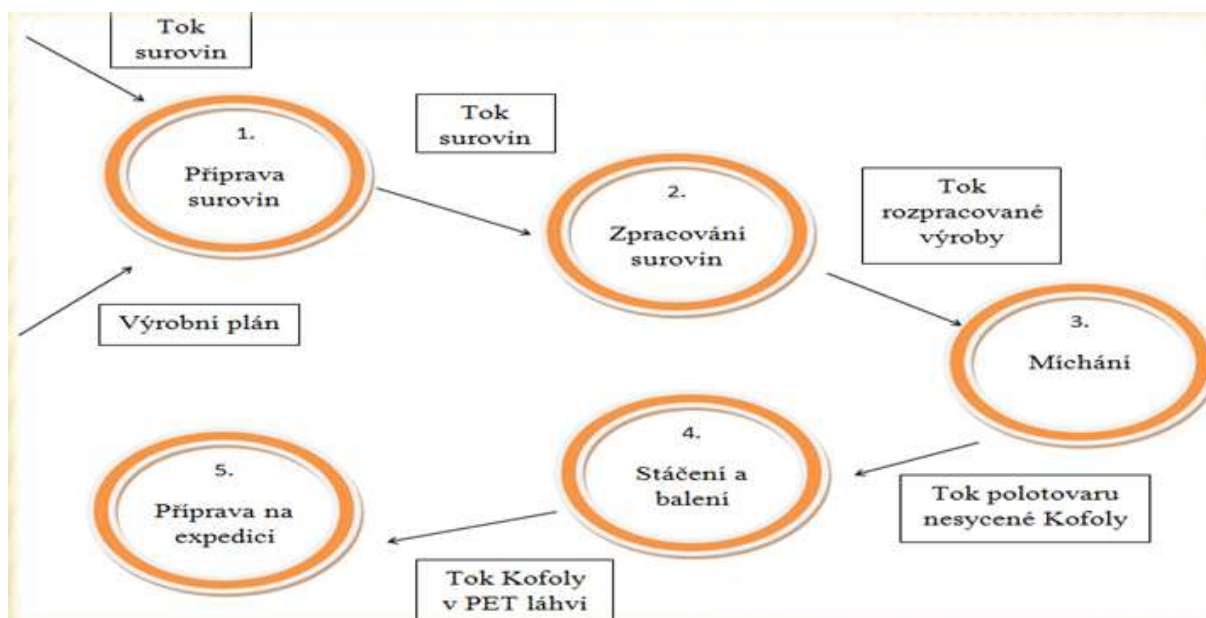 Tok
surovin
1.
Příprava
surovin
Výrobní plán
Tok
surovin
2.
Zpracování
surovin
Tok
rozpracované
výroby
3.
Míchání
Tok polotovaru
nesycené Kofoly
4.
Stáčení a
balení
Tok Kofoly
v PET láhvi
5.
Příprava na
expedici